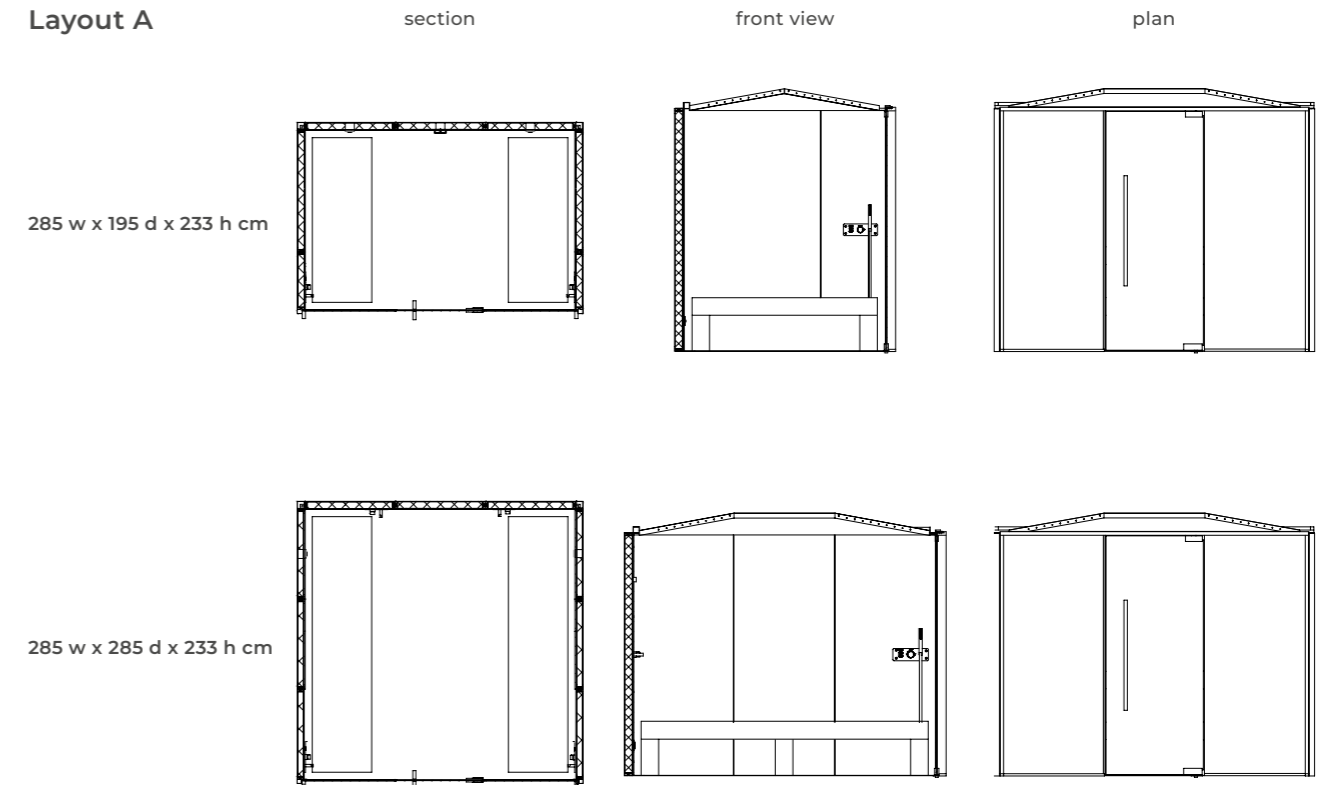 Layout A
section
front view
plan
285 w x 195 d x 233 h cm
285 w x 285 d x 233 h cm